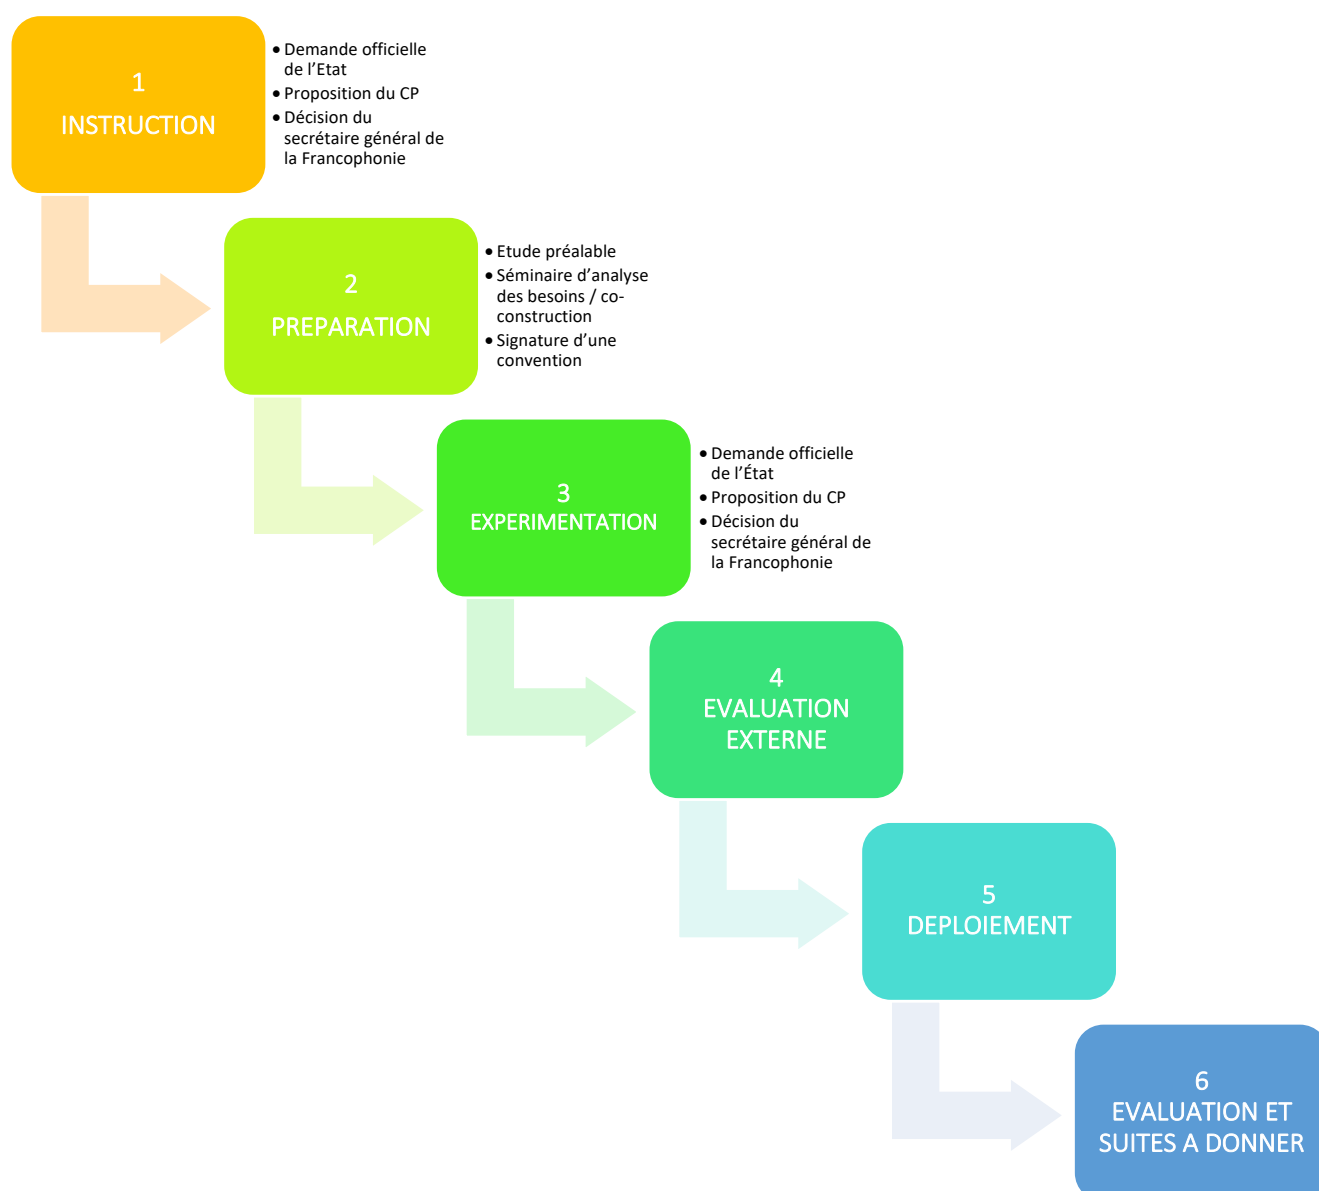 1
INSTRUCTION
• Demande officielle
de l’Etat
• Proposition du CP
• Décision du
secrétaire général de
la Francophonie
2
PREPARATION
• Etude préalable
• Séminaire d’analyse
des besoins / co-
construction
• Signature d’une
convention
3
EXPERIMENTATION
• Demande officielle
de l’État
• Proposition du CP
• Décision du
secrétaire général de
la Francophonie
4
EVALUATION
EXTERNE
5
DEPLOIEMENT
6
EVALUATION ET
SUITES A DONNER